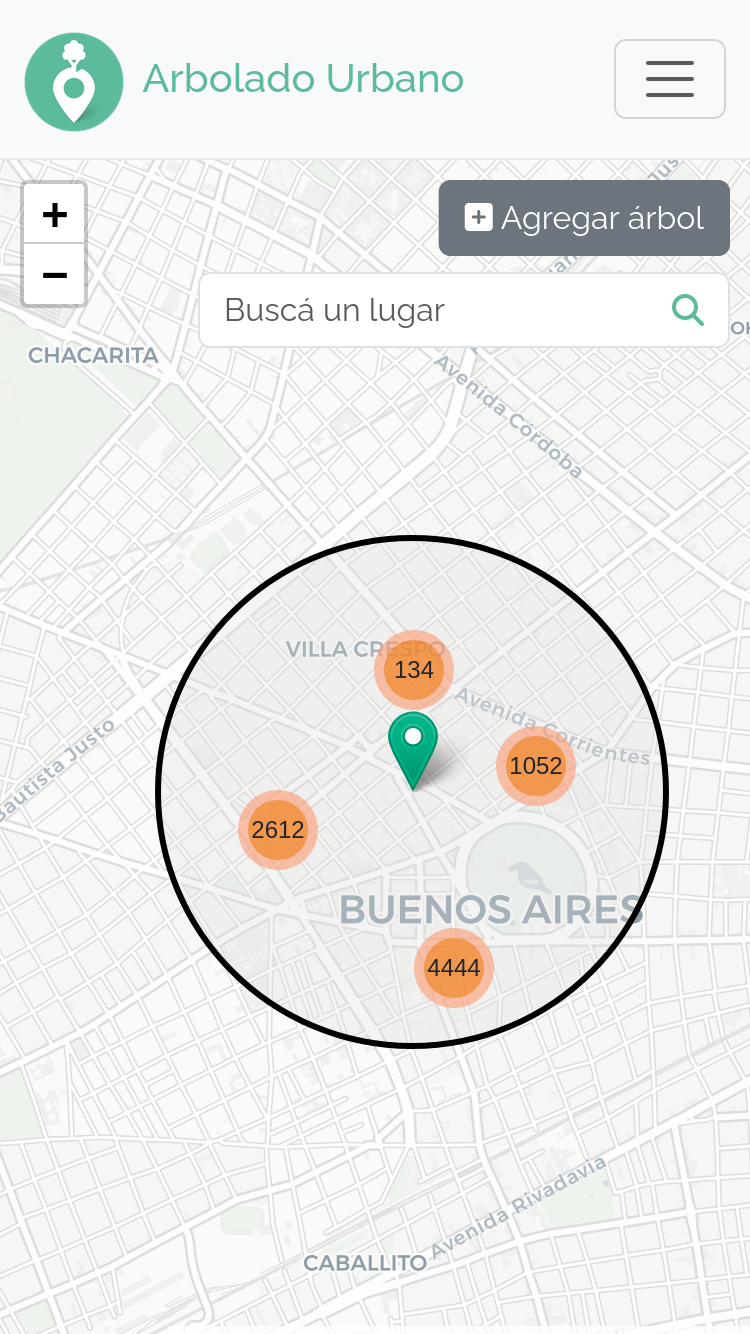 Arbolado Urbano
+
Agregar árbol
−
Buscá un lugar
CHACARITA
Avenida Córdoba
VILLA CRESPO
134
Avenida Corrientes
1052
Bautista Justo
2612
BUENOS AIRES
4444
Avenida Rivadavia
CABALLITO